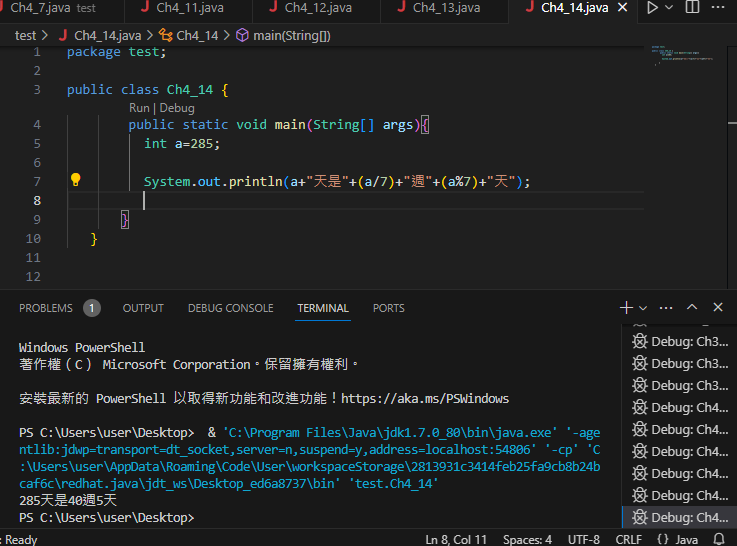 Ch4_7.java test
Ch4_11.java
Ch4_12.java
Ch4_13.java
Ch4_14.java
test > Ch4_14.java > Ch4_14 > main(String[])
1 package test;
2
3 public class Ch4_14 {
Run | Debug
4 public static void main(String[] args){
5 int a=285;
6
7 System.out.println(a+"天是"+(a/7)+"週"+(a%7)+"天");
8
9 }
10 }
11
12
PROBLEMS 1 OUTPUT DEBUG CONSOLE TERMINAL PORTS
Windows PowerShell
著作權（C） Microsoft Corporation。保留擁有權利。
安裝最新的 PowerShell 以取得新功能和改進功能！https://aka.ms/PSWindows
PS C:\Users\user\Desktop>  & 'C:\Program Files\Java\jdk1.7.0_80\bin\java.exe' '-age
ntlib:jdwp=transport=dt_socket,server=n,suspend=y,address=localhost:54806' '-cp' 'C
:\Users\user\AppData\Roaming\Code\User\workspaceStorage\2813931c3414feb25fa9cb8b24b
caf6c\redhat.java\jdt_ws\Desktop_ed6a8737\bin' 'test.Ch4_14'
285天是40週5天
PS C:\Users\user\Desktop>
Debug: Ch3...
Debug: Ch3...
Debug: Ch3...
Debug: Ch4...
Debug: Ch4...
Debug: Ch4...
Debug: Ch4...
Debug: Ch4...
Debug: Ch4...
: Ready
Ln 8, Col 11 Spaces: 4 UTF-8 CRLF {} Java